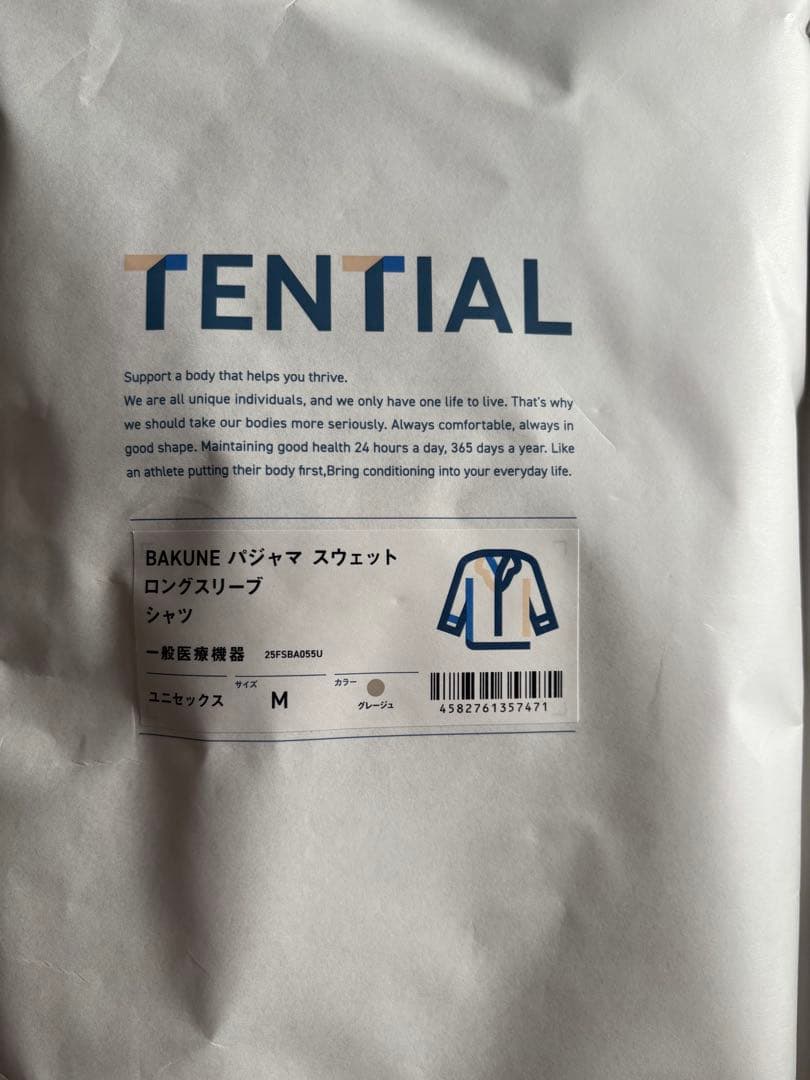 TENTIAL
Support a body that helps you thrive.
We are all unique individuals, and we only have one life to live. That's why
we should take our bodies more seriously. Always comfortable, always in
good shape. Maintaining good health 24 hours a day, 365 days a year. Like
an athlete putting their body first,Bring conditioning into your everyday life.
BAKUNE パジャマ スウェット
ロングスリーブ
シャツ
一般医療機器 25FSBA055U
ユニセックス
サイズ
M
カラー
グレージュ
4582761357471